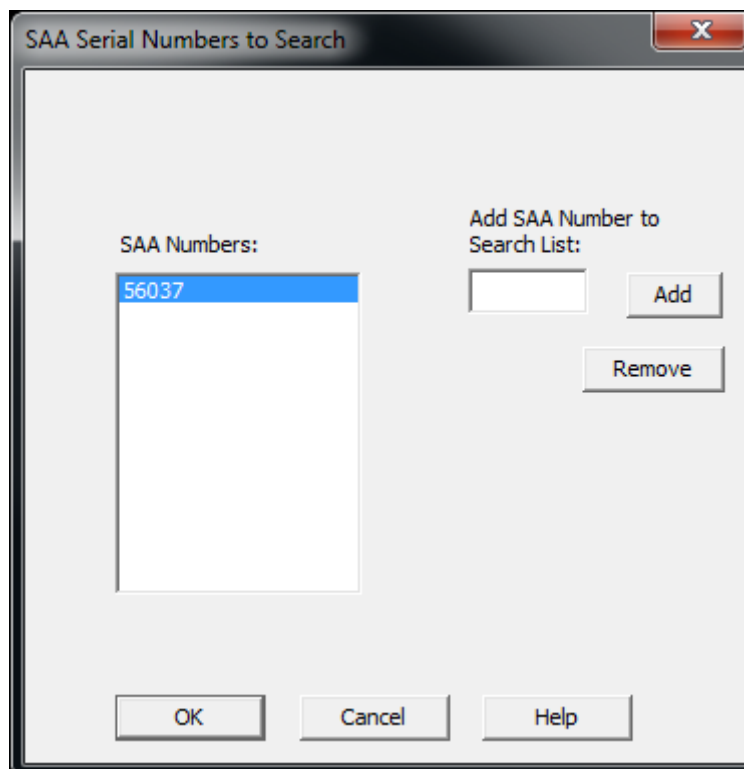 SAA Serial Numbers to Search
x
SAA Numbers:
56037
Add SAA Number to
Search List:
Add
Remove
OK
Cancel
Help